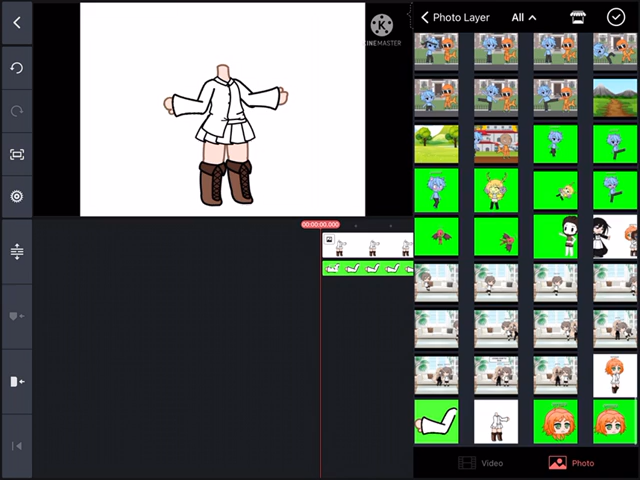 Photo Layer
All
KINEMASTER
00:00:00.000
Video
Photo